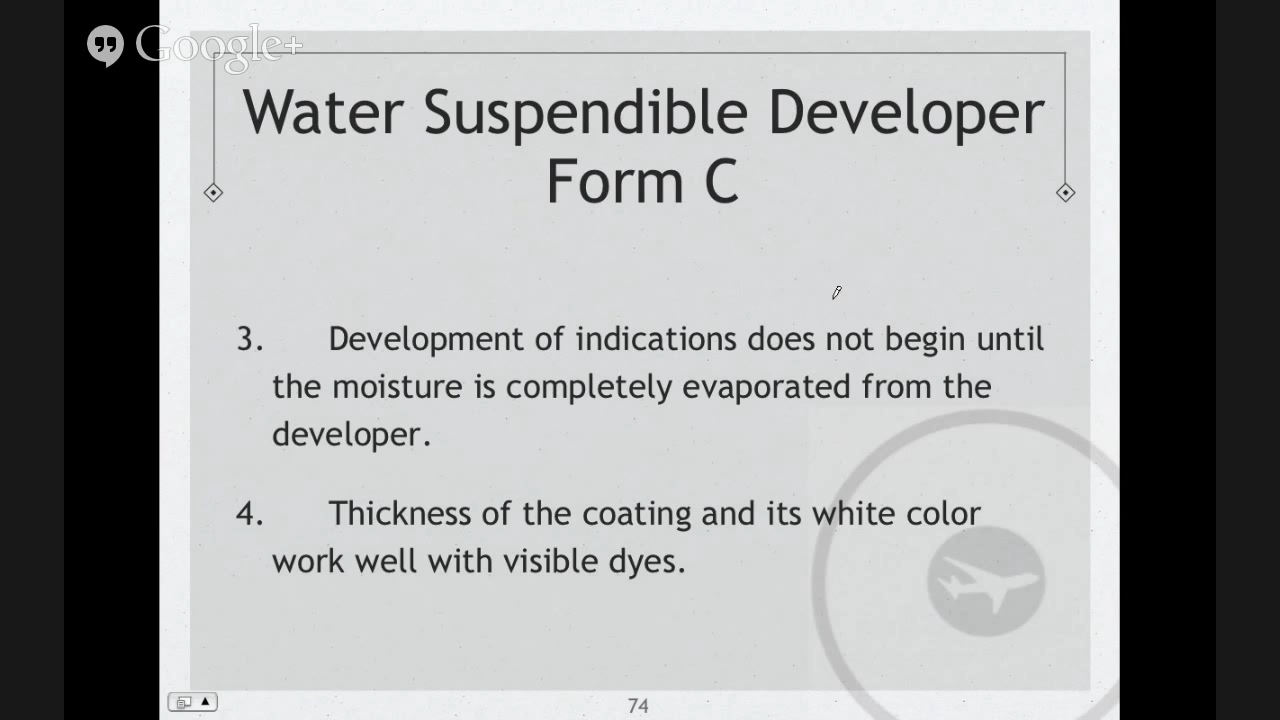 Google+
Water Suspendible Developer
Form C
3. Development of indications does not begin until
the moisture is completely evaporated from the
developer.
4. Thickness of the coating and its white color
work well with visible dyes.
74